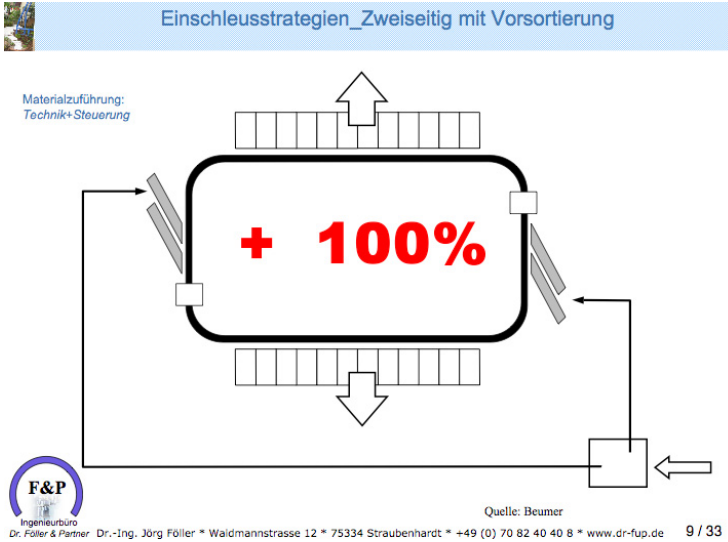 Einschleusstrategien_Zweiseitig mit Vorsortierung
Materialzuführung:
Technik+Steuerung
+ 100%
F&P
Ingenieurbüro
Dr. Föller & Partner
Quelle: Beumer
Dr.-Ing. Jörg Föller * Waidmannstrasse 12 * 75334 Straubenhardt * +49 (0) 70 82 40 40 8 * www.dr-fup.de 9 / 33